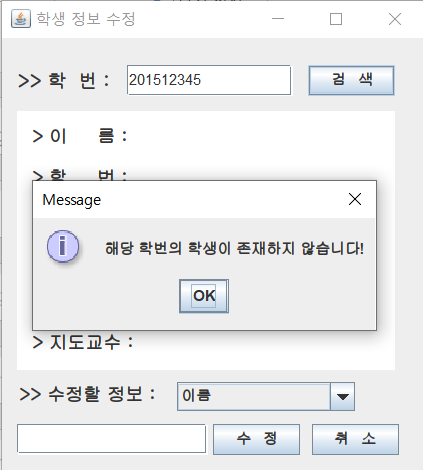 학생 정보 수정
>> 학 번 : 201512345 검 색
> 이 름 :
> 학 번 :
Message
해당 학번의 학생이 존재하지 않습니다!
OK
> 지도교수 :
>> 수정할 정보 : 이름
수 정 취 소